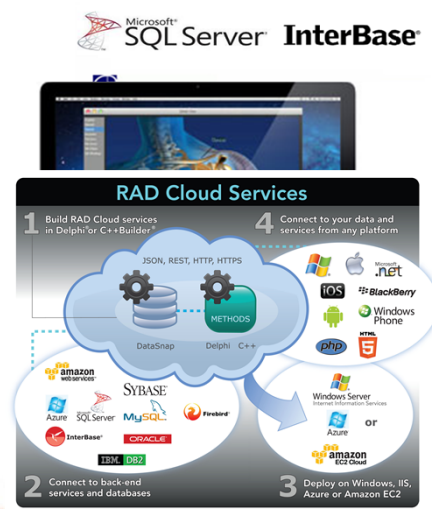 Microsoft®
SQL Server® InterBase®
RAD Cloud Services
1 Build RAD Cloud services
in Delphi® or C++Builder®
4 Connect to your data and
services from any platform
JSON, REST, HTTP, HTTPS
METHODS
DataSnap Delphi C++
Microsoft
.net
iOS BlackBerry
Windows
Phone
php
HTML
5
amazon
webservices
SYBASE
Azure SQL Server MySQL Firebird
InterBase ORACLE
IBM DB2
Windows Server
Internet Information Services
Azure or
amazon
EC2 Cloud
2 Connect to back-end
services and databases
3 Deploy on Windows, IIS,
Azure or Amazon EC2